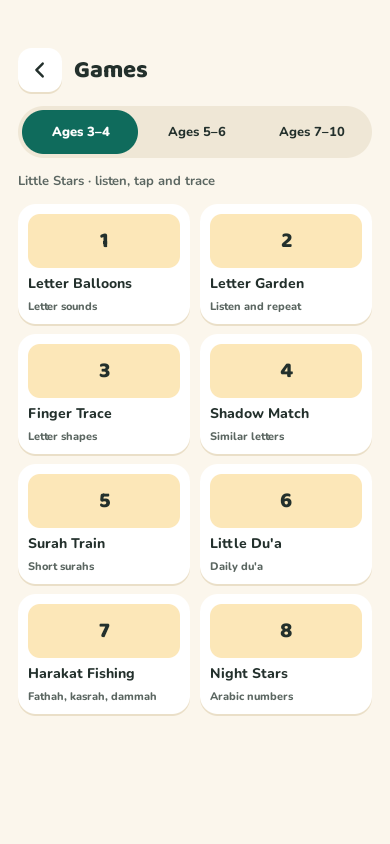 Games
Ages 3–4
Ages 5–6
Ages 7–10
Little Stars · listen, tap and trace
1
2
Letter Balloons
Letter Garden
Letter sounds
Listen and repeat
3
4
Finger Trace
Shadow Match
Letter shapes
Similar letters
5
6
Surah Train
Little Du'a
Short surahs
Daily du'a
7
8
Harakat Fishing
Night Stars
Fathah, kasrah, dammah
Arabic numbers